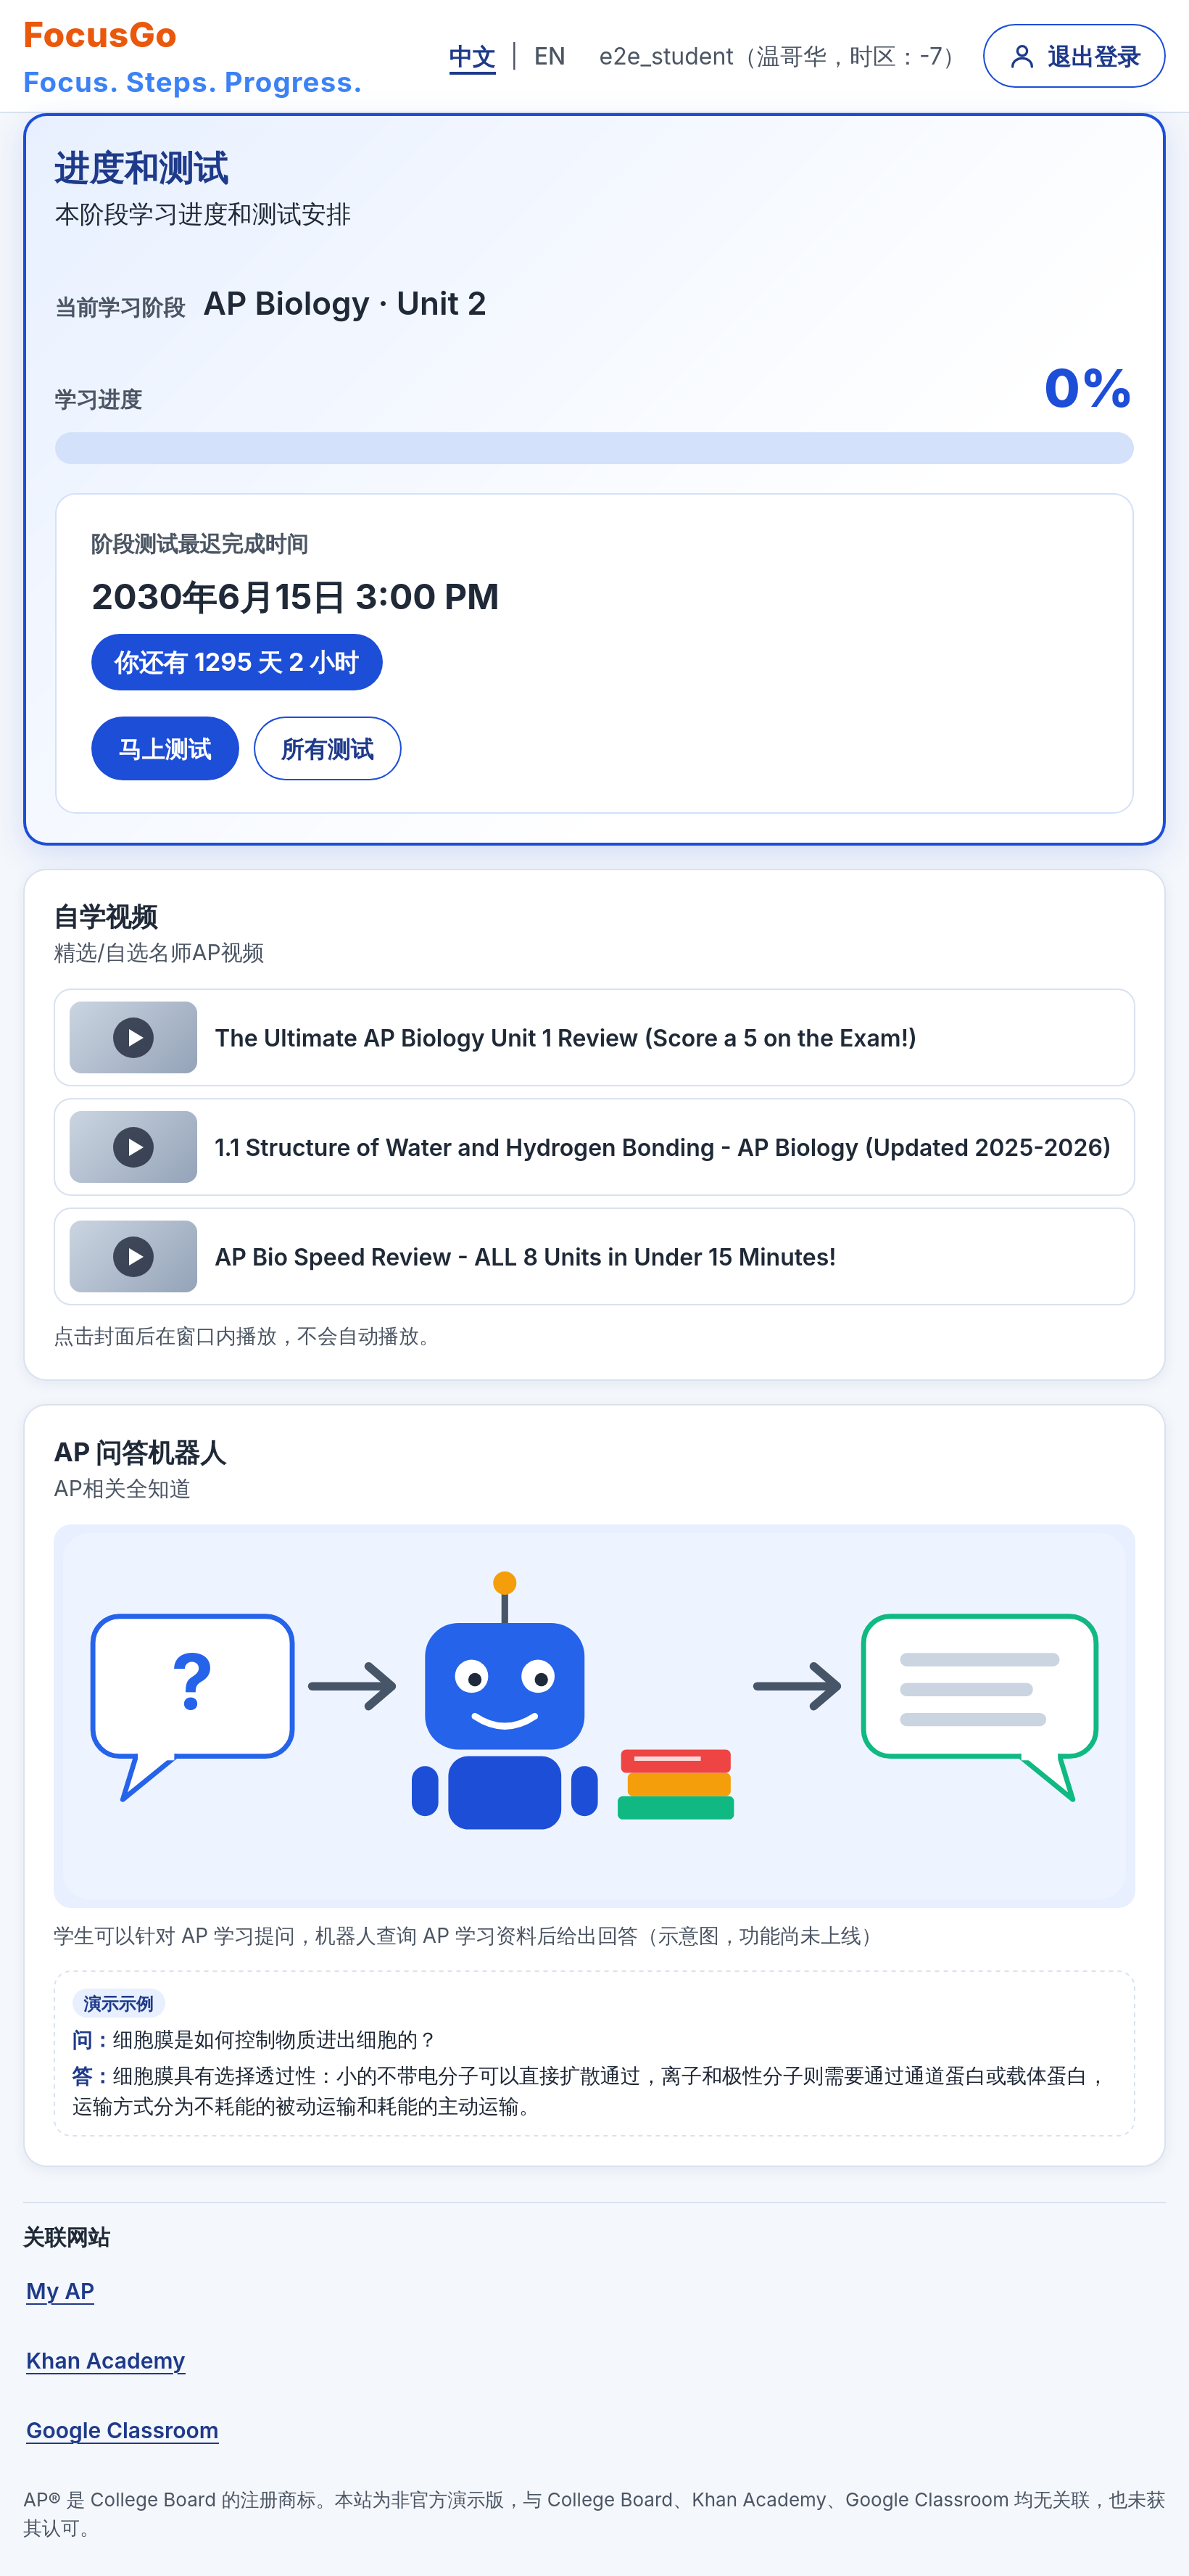 FocusGo
Focus. Steps. Progress.
中文 | EN e2e_student（温哥华，时区：-7） 退出登录
进度和测试
本阶段学习进度和测试安排
当前学习阶段 AP Biology · Unit 2
学习进度 0%
阶段测试最迟完成时间
2030年6月15日 3:00 PM
你还有 1295 天 2 小时
马上测试 所有测试
自学视频
精选/自选名师AP视频
The Ultimate AP Biology Unit 1 Review (Score a 5 on the Exam!)
1.1 Structure of Water and Hydrogen Bonding - AP Biology (Updated 2025-2026)
AP Bio Speed Review - ALL 8 Units in Under 15 Minutes!
点击封面后在窗口内播放，不会自动播放。
AP 问答机器人
AP相关全知道
?
学生可以针对 AP 学习提问，机器人查询 AP 学习资料后给出回答（示意图，功能尚未上线）
演示示例
问：细胞膜是如何控制物质进出细胞的？
答：细胞膜具有选择透过性：小的不带电分子可以直接扩散通过，离子和极性分子则需要通过通道蛋白或载体蛋白，
运输方式分为不耗能的被动运输和耗能的主动运输。
关联网站
My AP
Khan Academy
Google Classroom
AP® 是 College Board 的注册商标。本站为非官方演示版，与 College Board、Khan Academy、Google Classroom 均无关联，也未获
其认可。